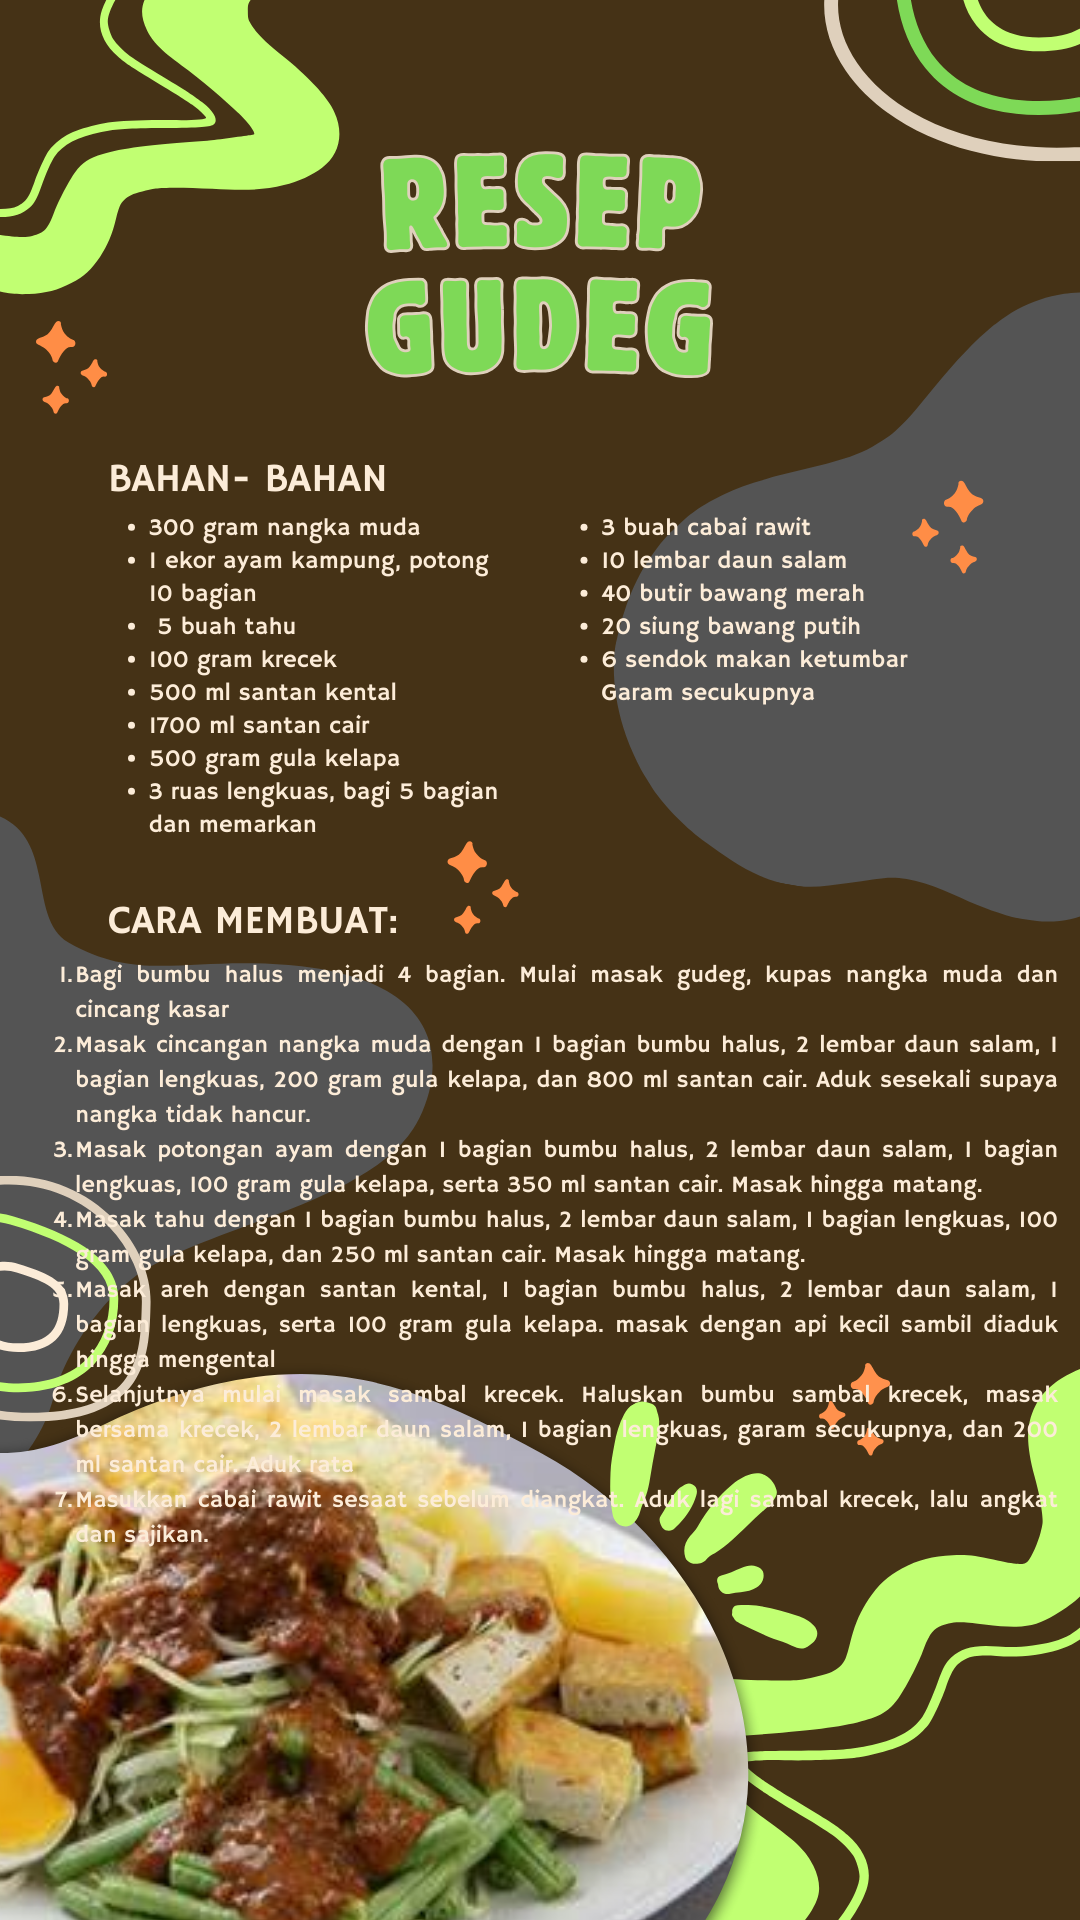 RESEP
GUDEG
BAHAN- BAHAN
• 300 gram nangka muda
• 1 ekor ayam kampung, potong
10 bagian
• 5 buah tahu
• 100 gram krecek
• 500 ml santan kental
• 1700 ml santan cair
• 500 gram gula kelapa
• 3 ruas lengkuas, bagi 5 bagian
dan memarkan
• 3 buah cabai rawit
• 10 lembar daun salam
• 40 butir bawang merah
• 20 siung bawang putih
• 6 sendok makan ketumbar
Garam secukupnya
CARA MEMBUAT:
1. Bagi bumbu halus menjadi 4 bagian. Mulai masak gudeg, kupas nangka muda dan
cincang kasar
2. Masak cincangan nangka muda dengan 1 bagian bumbu halus, 2 lembar daun salam, 1
bagian lengkuas, 200 gram gula kelapa, dan 800 ml santan cair. Aduk sesekali supaya
nangka tidak hancur.
3. Masak potongan ayam dengan 1 bagian bumbu halus, 2 lembar daun salam, 1 bagian
lengkuas, 100 gram gula kelapa, serta 350 ml santan cair. Masak hingga matang.
4. Masak tahu dengan 1 bagian bumbu halus, 2 lembar daun salam, 1 bagian lengkuas, 100
gram gula kelapa, dan 250 ml santan cair. Masak hingga matang.
5. Masak areh dengan santan kental, 1 bagian bumbu halus, 2 lembar daun salam, 1
bagian lengkuas, serta 100 gram gula kelapa. masak dengan api kecil sambil diaduk
hingga mengental
6. Selanjutnya mulai masak sambal krecek. Haluskan bumbu sambal krecek, masak
bersama krecek, 2 lembar daun salam, 1 bagian lengkuas, garam secukupnya, dan 200
ml santan cair. Aduk rata
7. Masukkan cabai rawit sesaat sebelum diangkat. Aduk lagi sambal krecek, lalu angkat
dan sajikan.